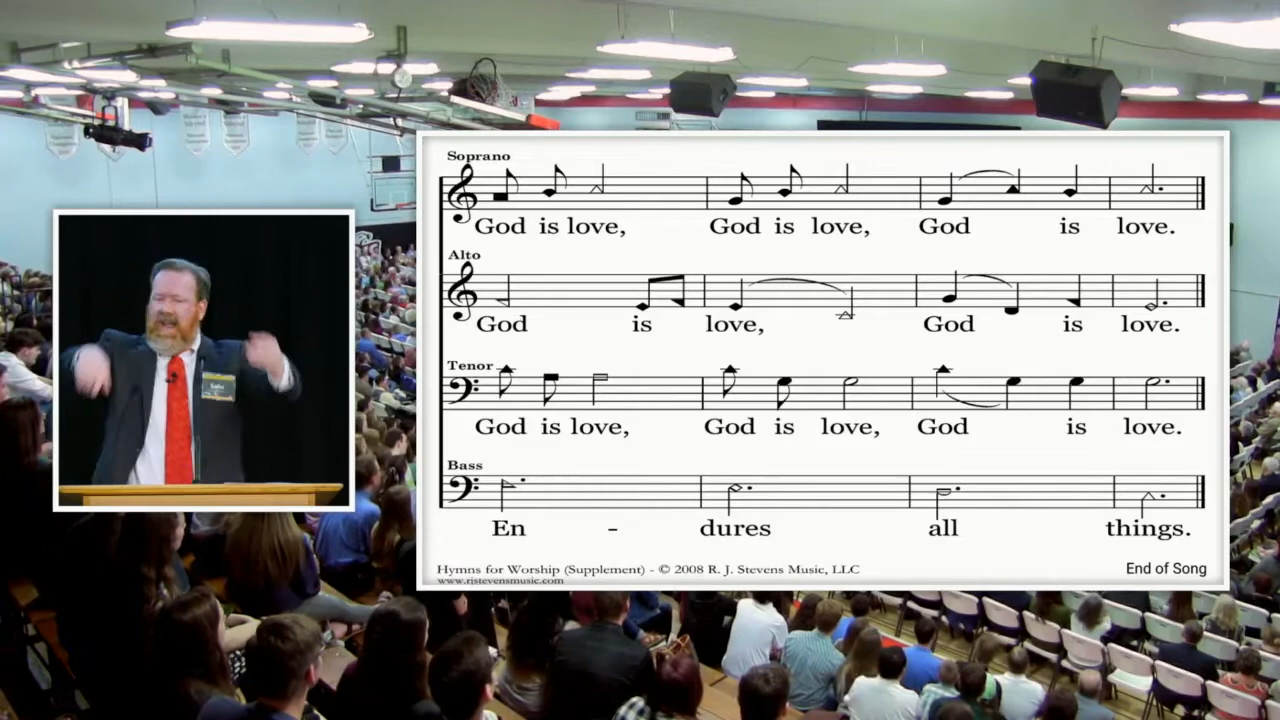 Soprano
God is love, God is love, God is love.
Alto
God is love, God is love.
Tenor
God is love, God is love, God is love.
Bass
En - dures all things.
Hymns for Worship (Supplement) - © 2008 R. J. Stevens Music, LLC
End of Song
www.rjstevensmusic.com